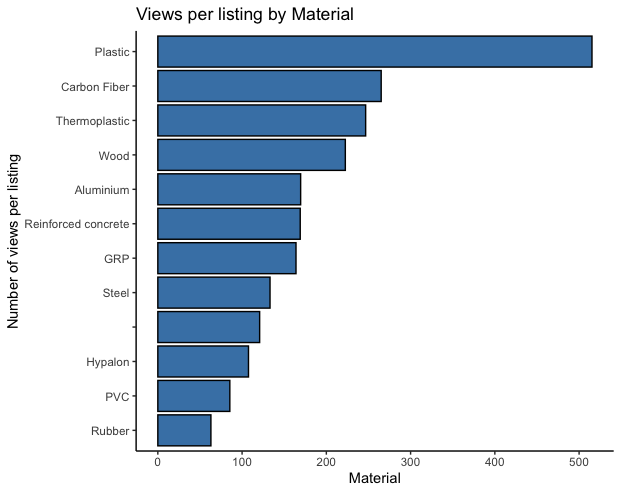 Views per listing by Material
Number of views per listing
Plastic
Carbon Fiber
Thermoplastic
Wood
Aluminium
Reinforced concrete
GRP
Steel
Hypalon
PVC
Rubber
0 100 200 300 400 500
Material